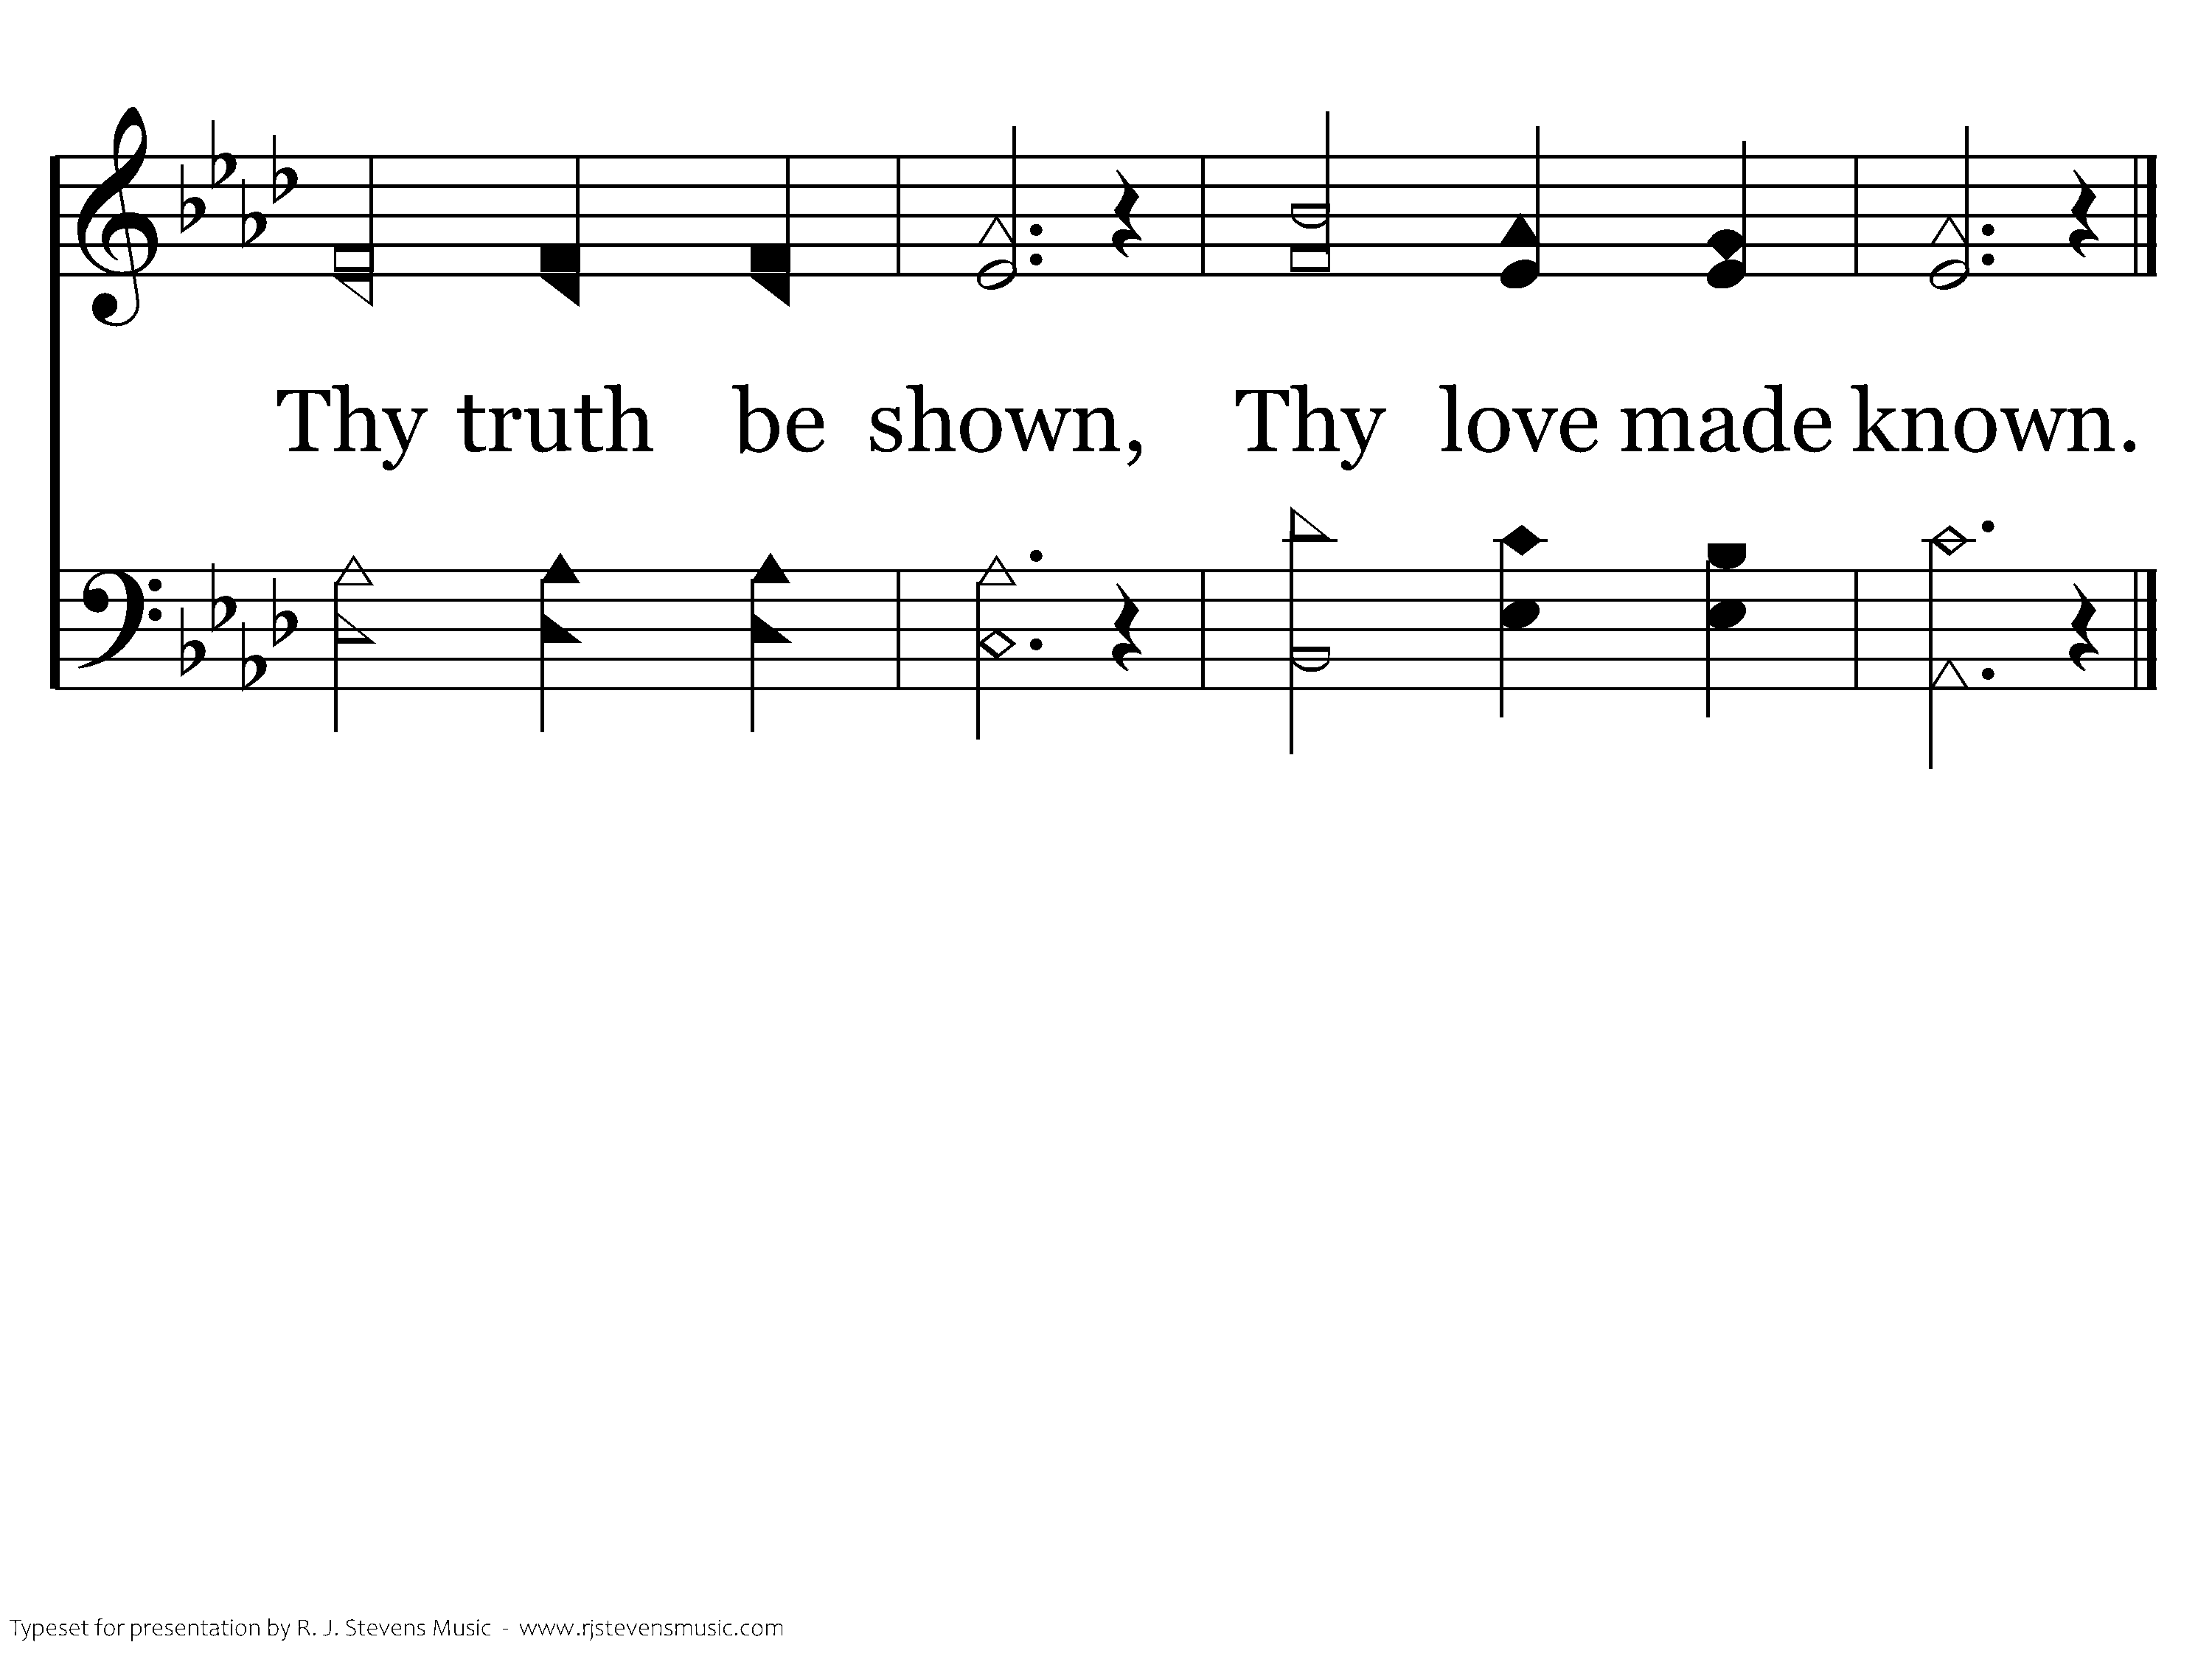 Thy truth be shown, Thy love made known.
Typeset for presentation by R. J. Stevens Music - www.rjstevensmusic.com